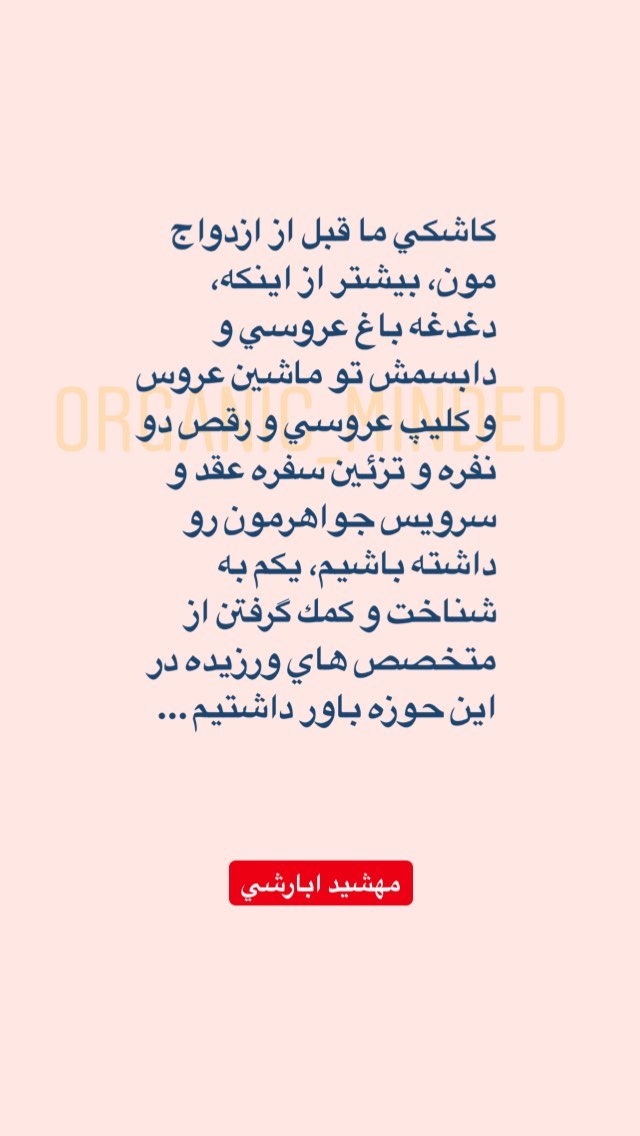 كاشكي ما قبل از ازدواج
مون، بیشتر از اینکه،
دغدغه باغ عروسي و
دابسمش تو ماشین عروس
ORGANIC_MINDED
و کلیپ عروسي و رقص دو
نفره و تزئین سفره عقد و
سرویس جواهرمون رو
داشته باشیم، یکم به
شناخت و كمك گرفتن از
متخصص هاي ورزیده در
این حوزه باور داشتیم ...
مهشید ابارشي